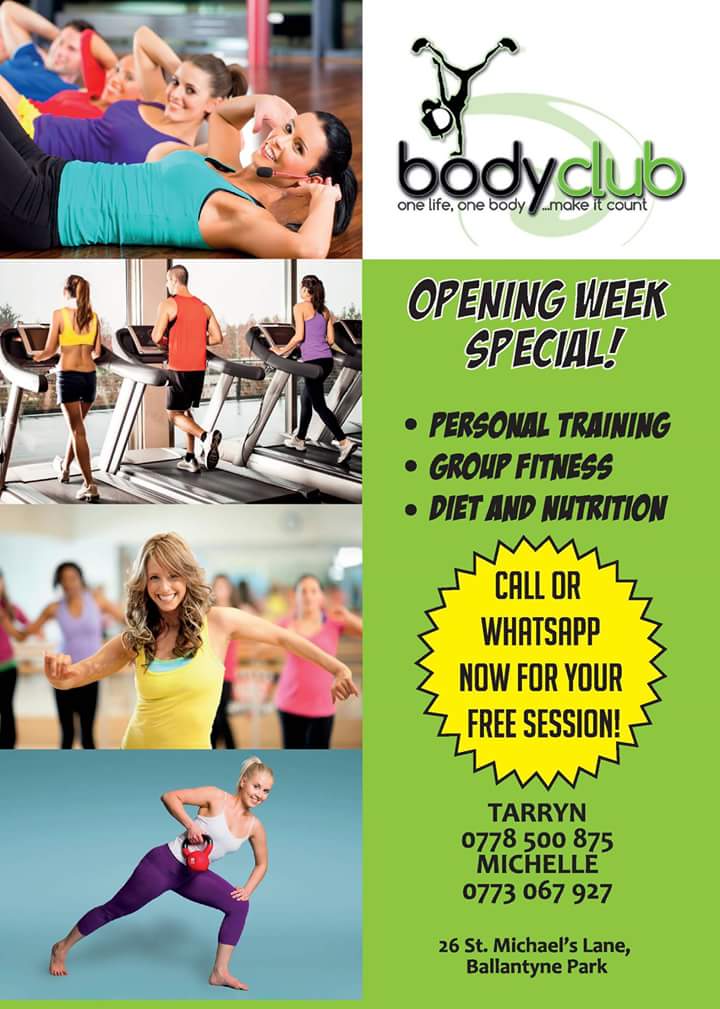 bodyclub
one life, one body ...make it count
OPENING WEEK
SPECIAL!
• PERSONAL TRAINING
• GROUP FITNESS
• DIET AND NUTRITION
CALL OR
WHATSAPP
NOW FOR YOUR
FREE SESSION!
TARRYN
0778 500 875
MICHELLE
0773 067 927
26 St. Michael's Lane,
Ballantyne Park